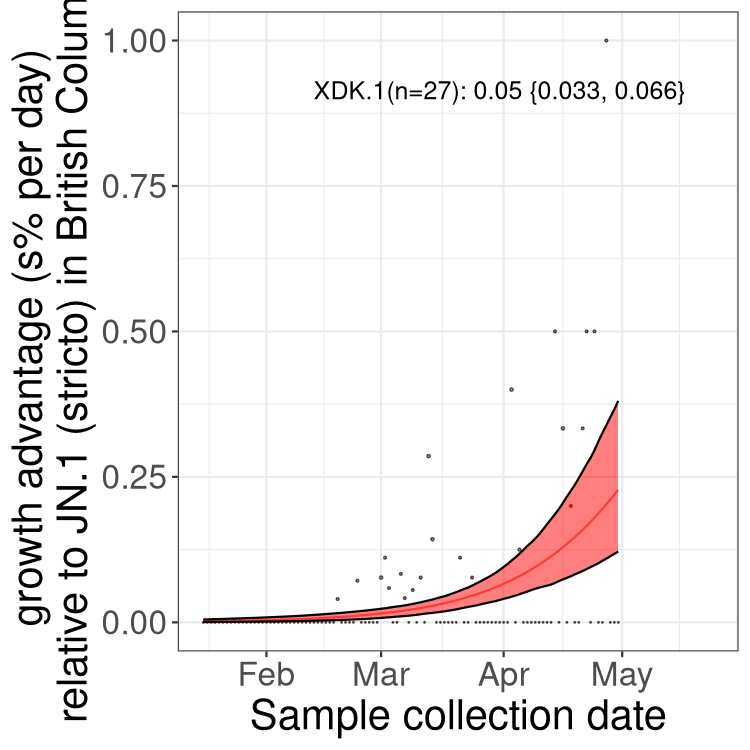 growth advantage (s% per day)
relative to JN.1 (stricto) in British Colum
1.00
0.75
0.50
0.25
0.00
XDK.1(n=27): 0.05 {0.033, 0.066}
Feb Mar Apr May
Sample collection date